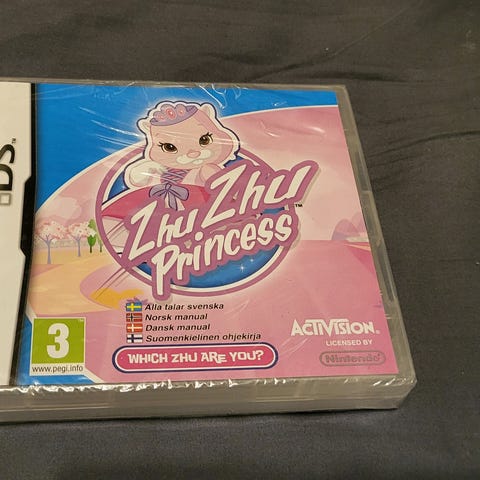 DS
Zhu Zhu
Princess™
Alla talar svenska
Norsk manual
Dansk manual
Suomenkielinen ohjekirja
WHICH ZHU ARE YOU?
3
www.pegi.info
ACTIVISION®
LICENSED BY
Nintendo